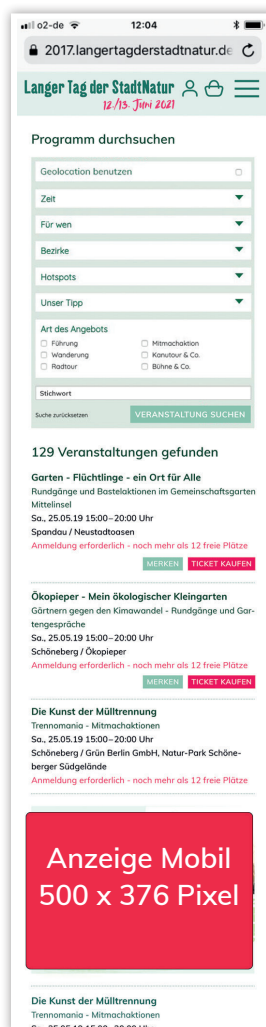 o2-de 12:04
2017.langertagderstadtnatur.de
Langer Tag der StadtNatur
12./13. Juni 2021
Programm durchsuchen
Geolocation benutzen
Zeit
Für wen
Bezirke
Hotspots
Unser Tipp
Art des Angebots
Führung Mitmachaktion
Wanderung Kanutour & Co.
Radtour Bühne & Co.
Stichwort
Suche zurücksetzen VERANSTALTUNG SUCHEN
129 Veranstaltungen gefunden
Garten - Flüchtlinge - ein Ort für Alle
Rundgänge und Bastelaktionen im Gemeinschaftsgarten
Mittelinsel
Sa., 25.05.19 15:00–20:00 Uhr
Spandau / Neustadtoasen
Anmeldung erforderlich - noch mehr als 12 freie Plätze
MERKEN TICKET KAUFEN
Ökopieper - Mein ökologischer Kleingarten
Gärtnern gegen den Kimawandel - Rundgänge und Gar-
tengespräche
Sa., 25.05.19 15:00–20:00 Uhr
Schöneberg / Ökopieper
Anmeldung erforderlich - noch mehr als 12 freie Plätze
MERKEN TICKET KAUFEN
Die Kunst der Mülltrennung
Trennomania - Mitmachaktionen
Sa., 25.05.19 15:00–20:00 Uhr
Schöneberg / Grün Berlin GmbH, Natur-Park Schöne-
berger Südgelände
Anmeldung erforderlich - noch mehr als 12 freie Plätze
Anzeige Mobil
500 x 376 Pixel
Die Kunst der Mülltrennung
Trennomania - Mitmachaktionen